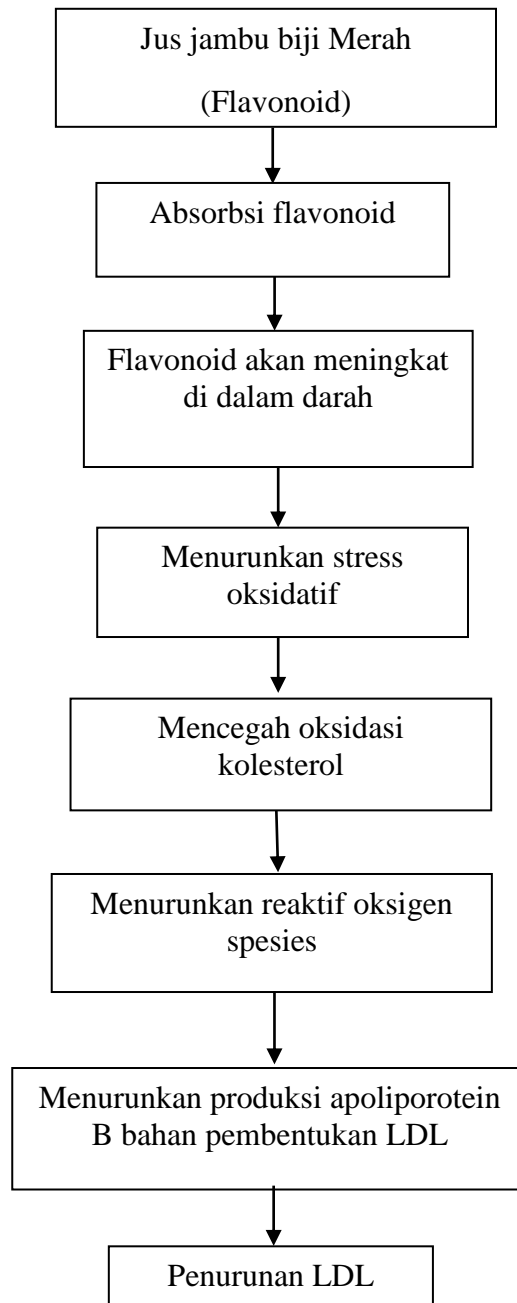 Jus jambu biji Merah
(Flavonoid)
Absorbsi flavonoid
Flavonoid akan meningkat
di dalam darah
Menurunkan stress
oksidatif
Mencegah oksidasi
kolesterol
Menurunkan reaktif oksigen
spesies
Menurunkan produksi apoliporotein
B bahan pembentukan LDL
Penurunan LDL